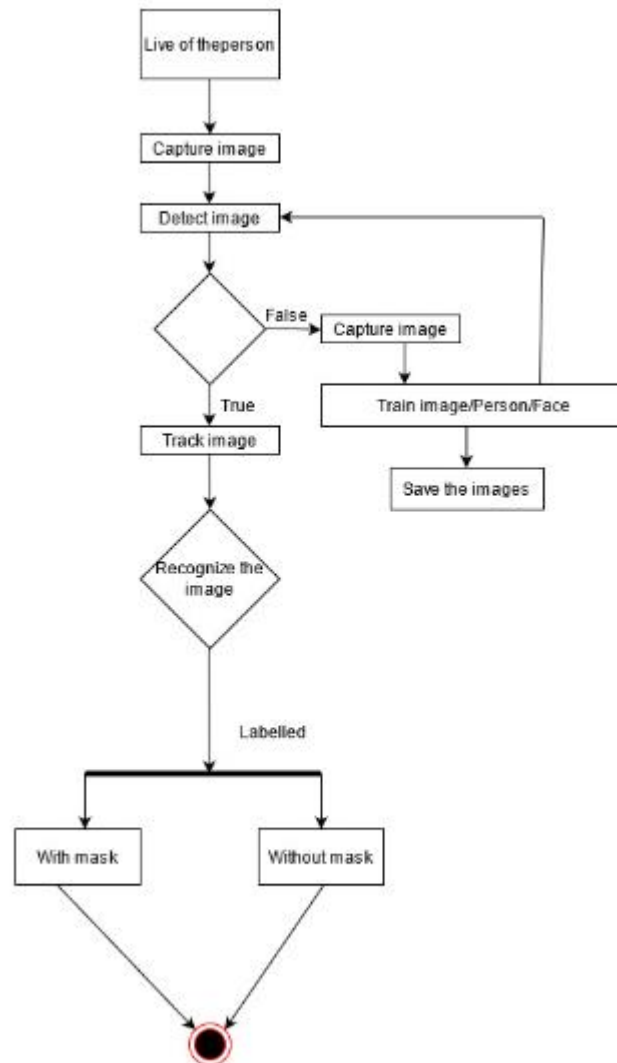 Live of theperson
Capture image
Detect image
False
Capture image
True
Train image/Person/Face
Track image
Save the images
Recognize the
image
Labelled
With mask
Without mask